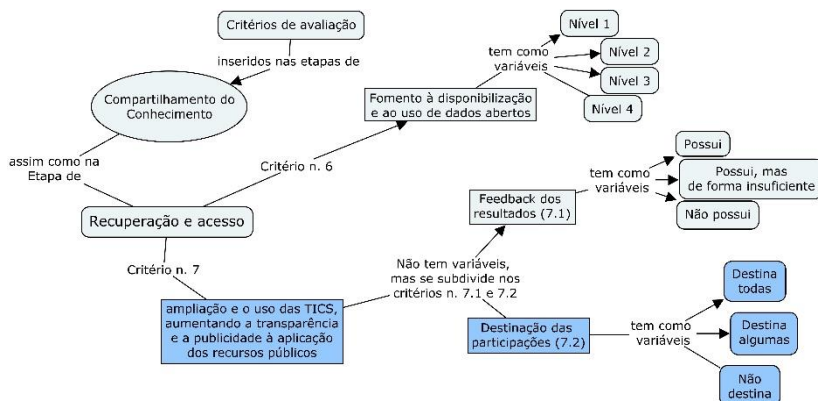 Critérios de avaliação
inseridos nas etapas de
Compartilhamento do
Conhecimento
assim como na
Etapa de
Recuperação e acesso
Critério n. 6
Fomento à disponibilização
e ao uso de dados abertos
tem como
variáveis
Nível 1
Nível 2
Nível 3
Nível 4
Critério n. 7
ampliação e o uso das TICS,
aumentando a transparência
e a publicidade à aplicação
dos recursos públicos
Não tem variáveis,
mas se subdivide nos
critérios n. 7.1 e 7.2
Feedback dos
resultados (7.1)
tem como
variáveis
Possui
Possui, mas
de forma insuficiente
Não possui
Destinação das
participações (7.2)
tem como
variáveis
Destina
todas
Destina
algumas
Não
destina